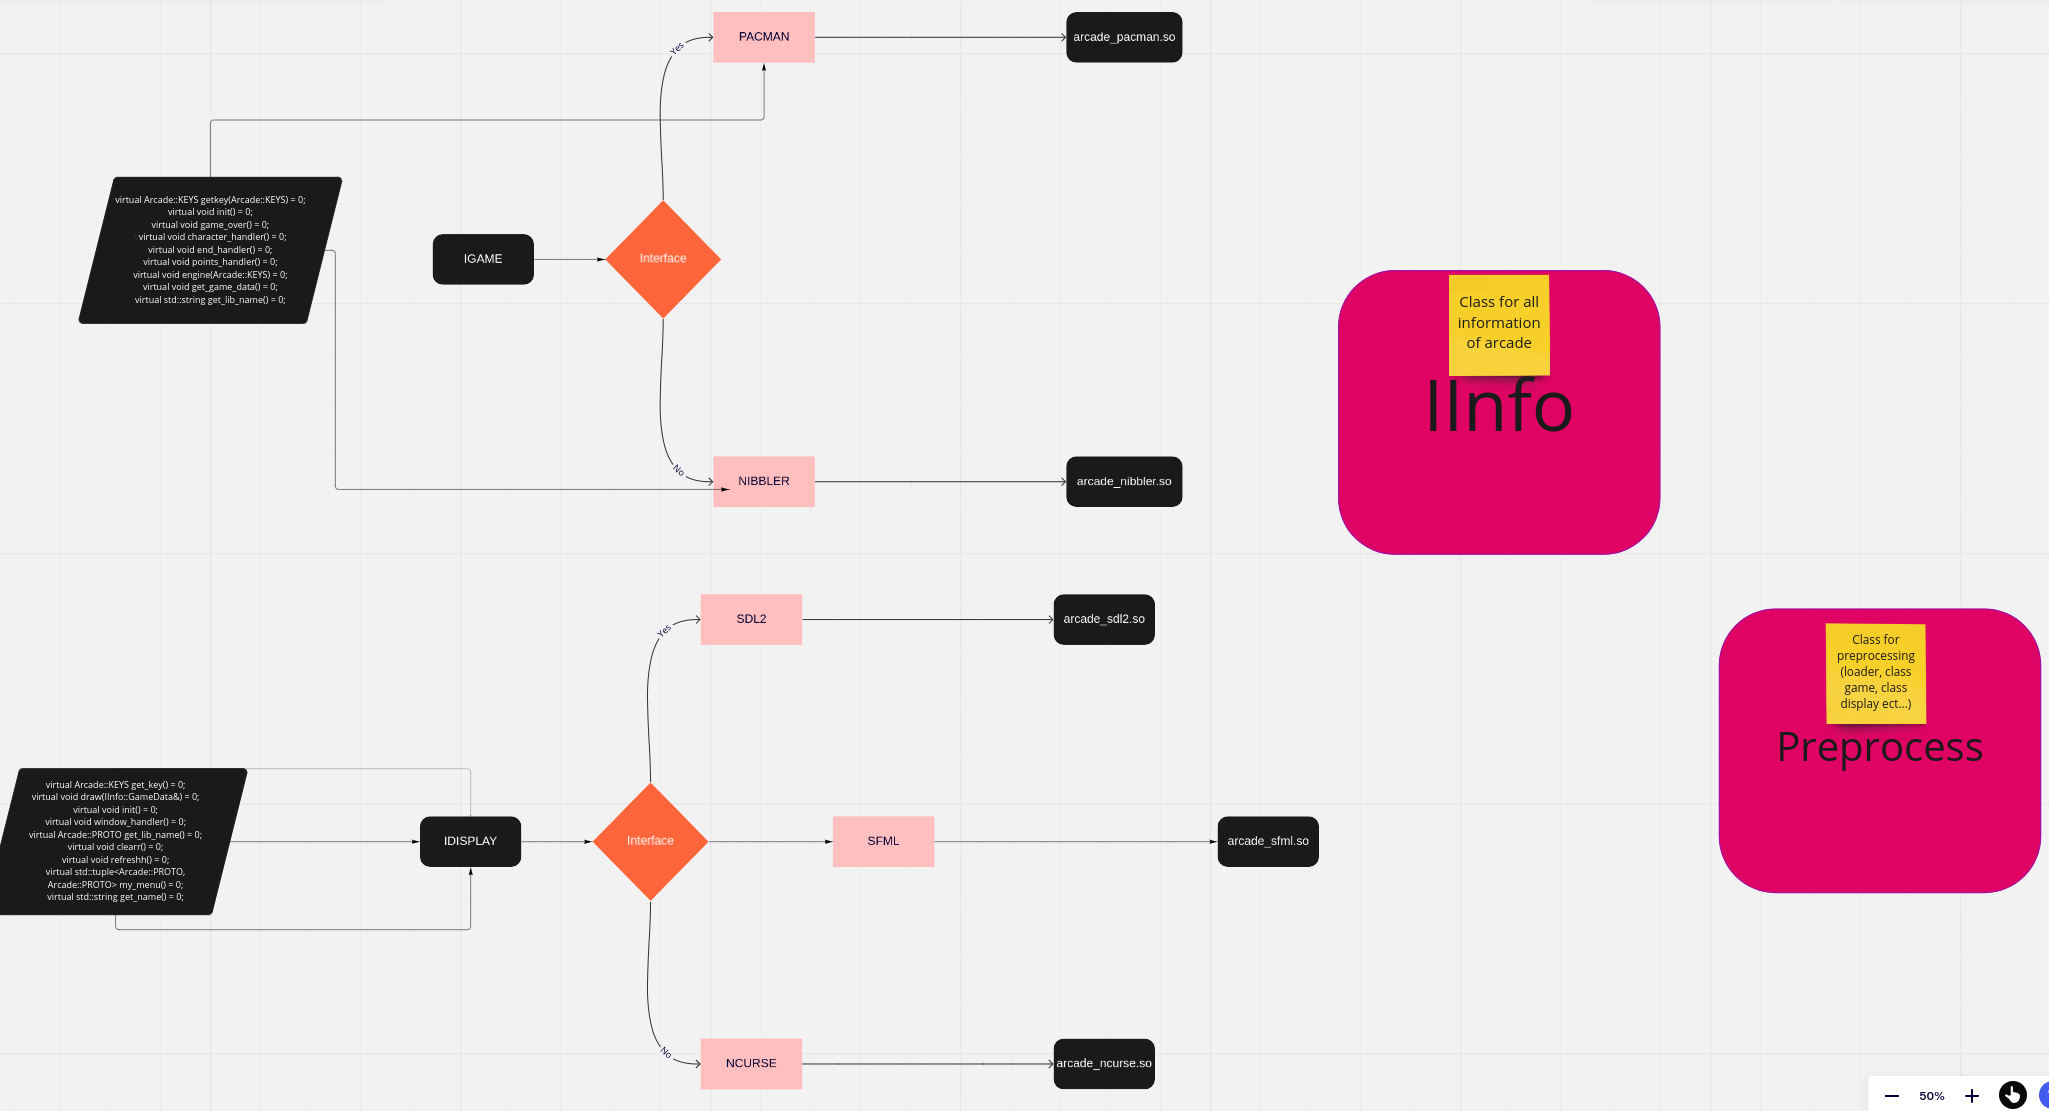 PACMAN
arcade_pacman.so
Yes
virtual Arcade::KEYS getkey(Arcade::KEYS) = 0;
virtual void init() = 0;
virtual void game_over() = 0;
virtual void character_handler() = 0;
virtual void end_handler() = 0;
virtual void points_handler() = 0;
virtual void engine(Arcade::KEYS) = 0;
virtual void get_game_data() = 0;
virtual std::string get_lib_name() = 0;
IGAME
Interface
Class for all
information
of arcade
IInfo
No
NIBBLER
arcade_nibbler.so
SDL2
arcade_sdl2.so
Yes
Class for
preprocessing
(loader, class
game, class
display ect...)
Preprocess
virtual Arcade::KEYS get_key() = 0;
virtual void draw(IInfo::GameData&) = 0;
virtual void init() = 0;
virtual void window_handler() = 0;
virtual Arcade::PROTO get_lib_name() = 0;
virtual void clearr() = 0;
virtual void refreshh() = 0;
virtual std::tuple<Arcade::PROTO,
Arcade::PROTO> my_menu() = 0;
virtual std::string get_name() = 0;
IDISPLAY
Interface
SFML
arcade_sfml.so
No
NCURSE
arcade_ncurse.so
50%